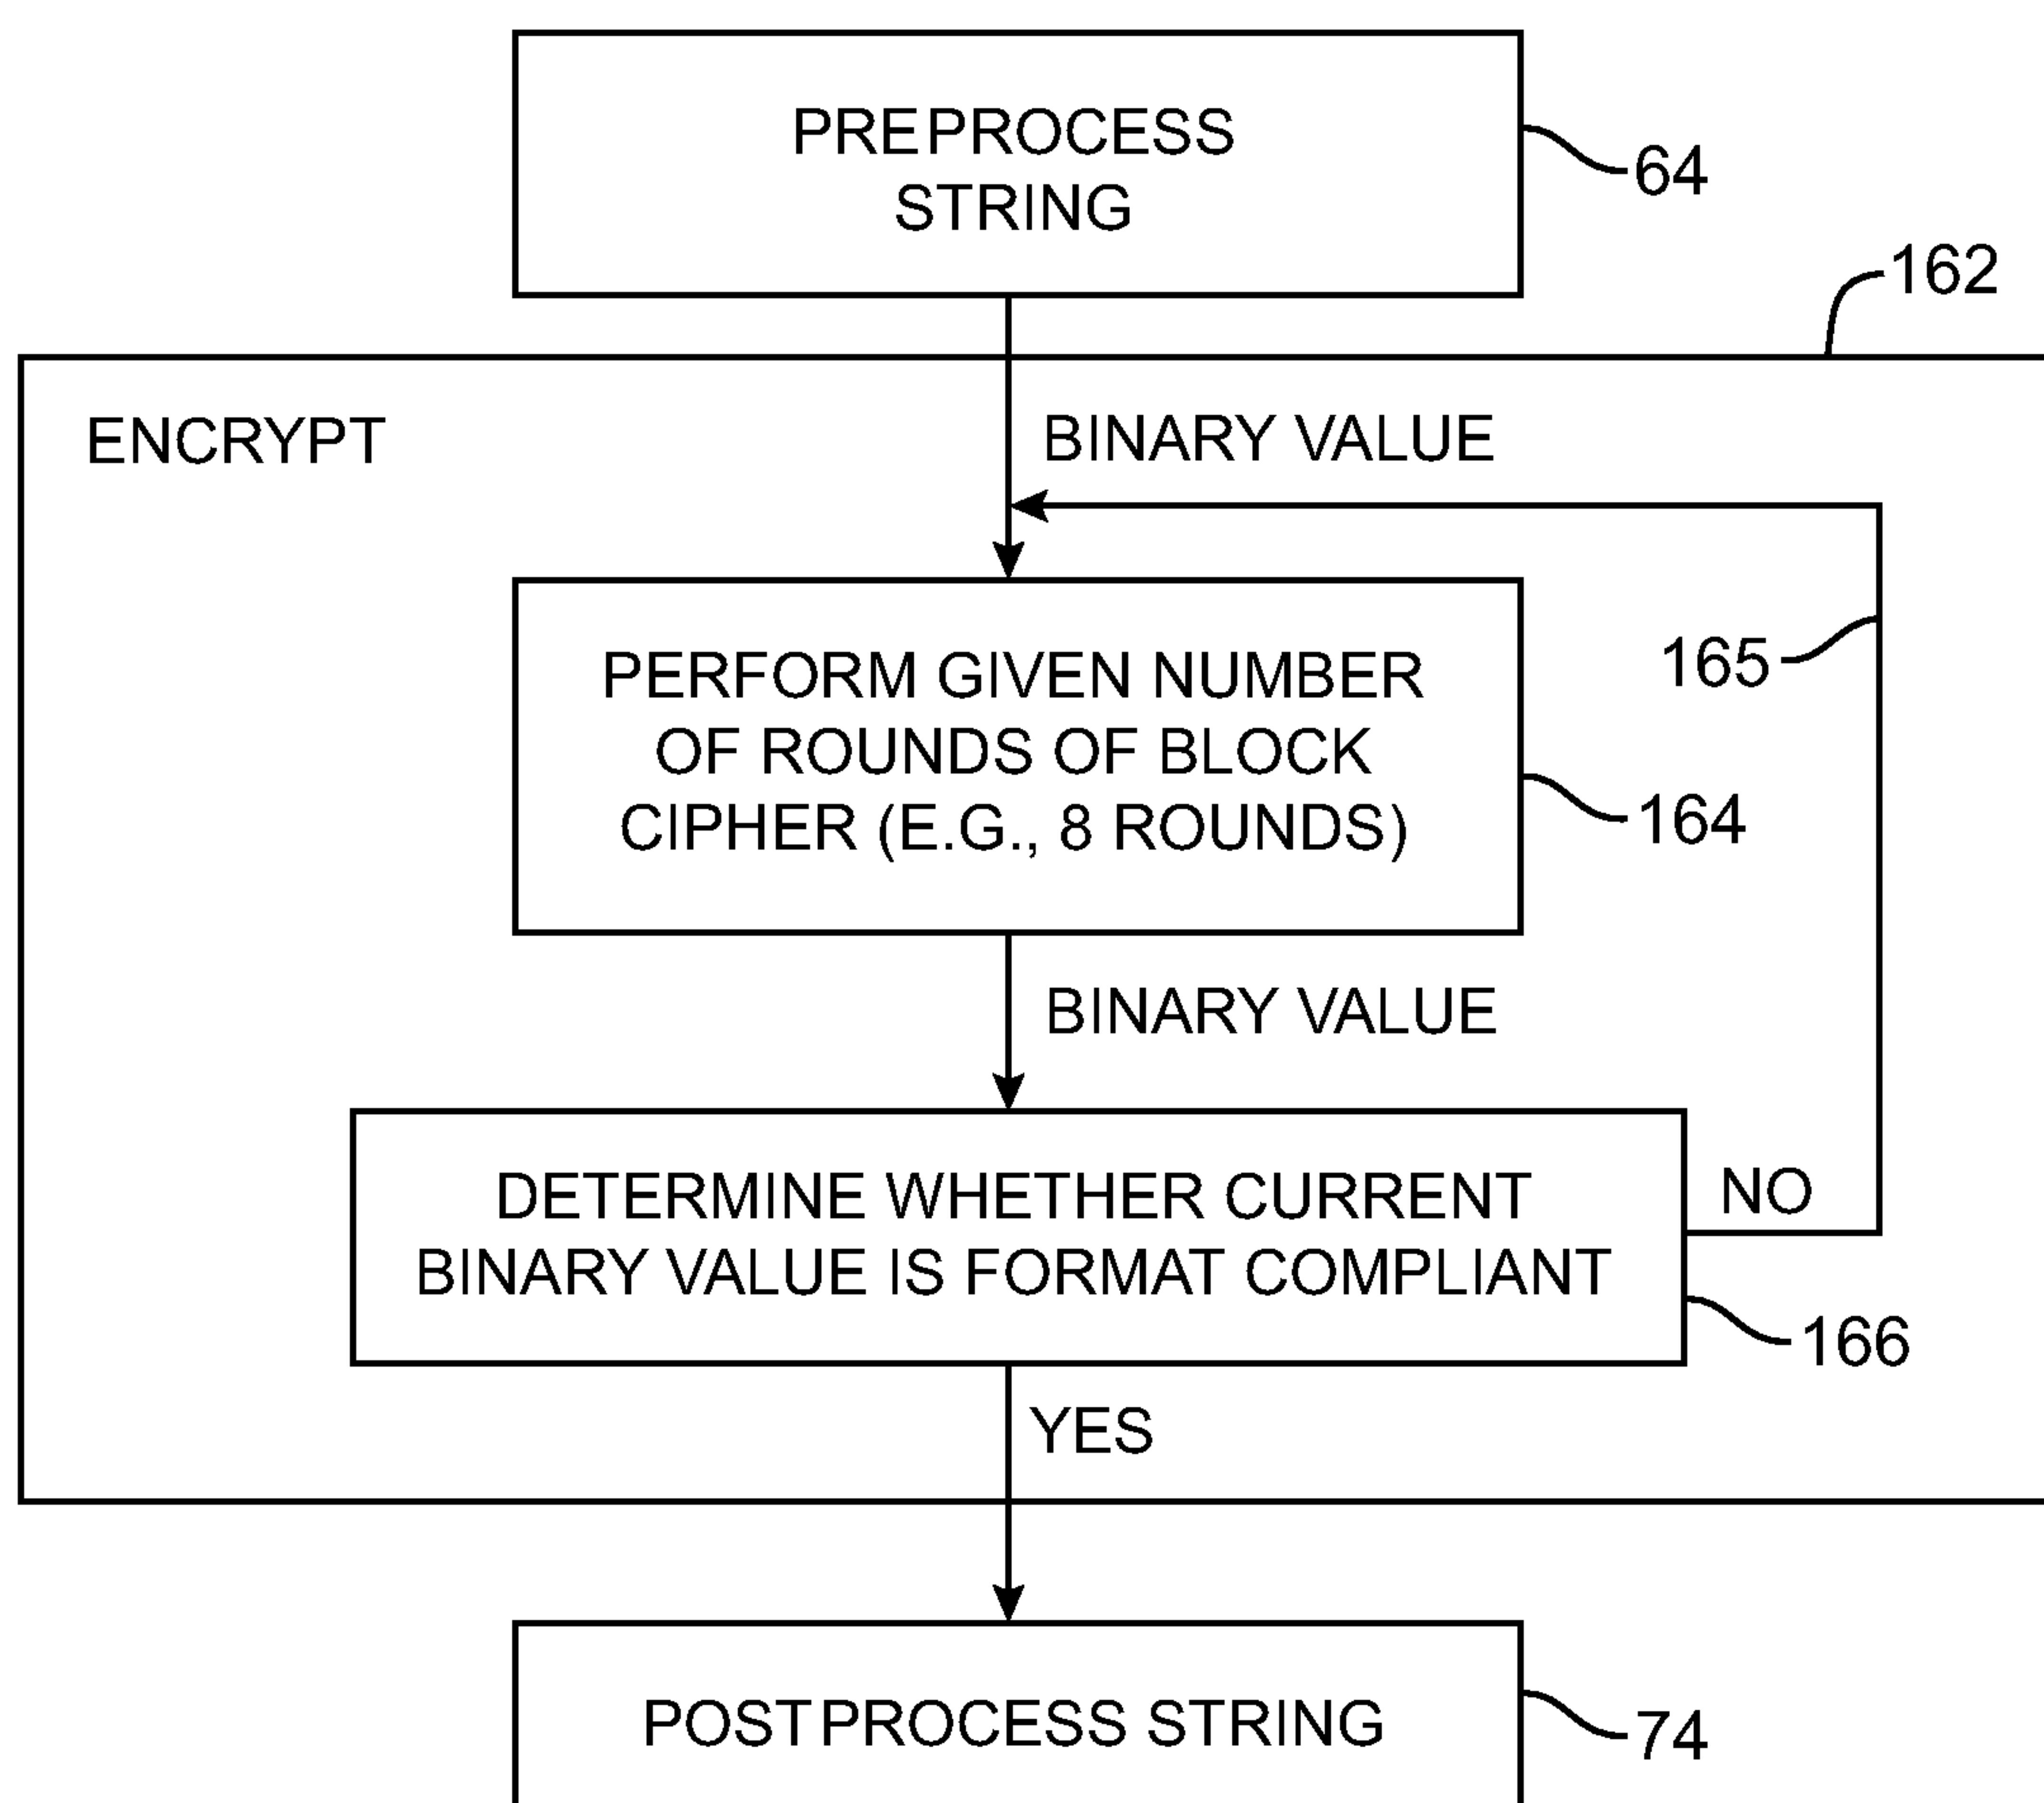 PREPROCESS
STRING
64
162
ENCRYPT
BINARY VALUE
PERFORM GIVEN NUMBER
OF ROUNDS OF BLOCK
CIPHER (E.G., 8 ROUNDS)
165
164
BINARY VALUE
DETERMINE WHETHER CURRENT
BINARY VALUE IS FORMAT COMPLIANT
NO
166
YES
POSTPROCESS STRING
74